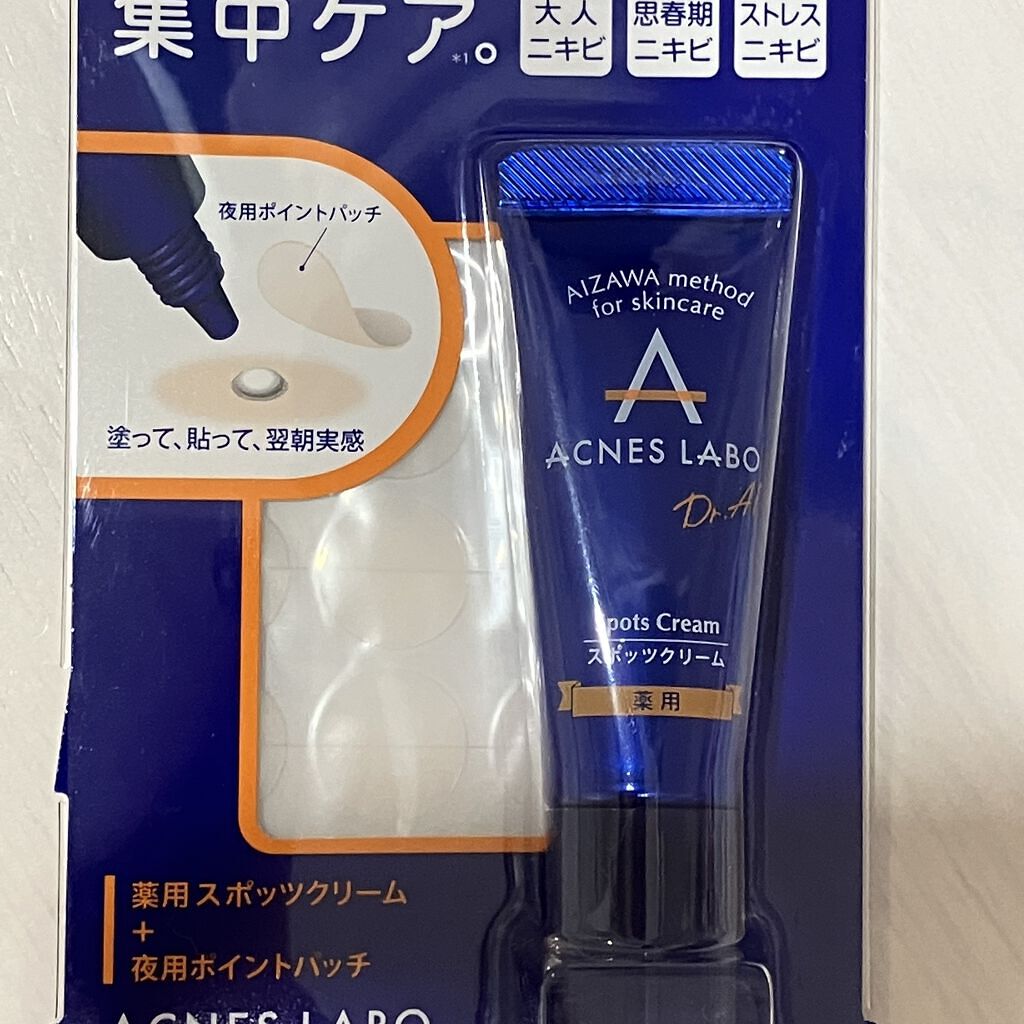 集中ケア。
*1
大人
ニキビ
思春期
ニキビ
ストレス
ニキビ
夜用ポイントパッチ
塗って、貼って、翌朝実感
AIZAWA method
for skincare
A
ACNES LABO
Dr. A
Spots Cream
スポッツクリーム
薬用
薬用 スポッツクリーム
+
夜用ポイントパッチ
ACNES LABO